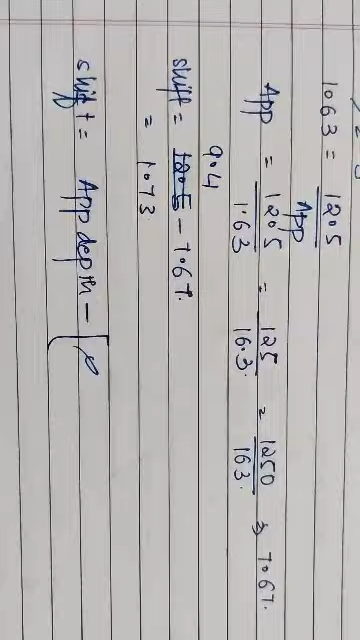 1.63 = 12.5 / App
App = 12.5 / 1.63 = 125 / 16.3 = 1250 / 163 ⇒ 7.67.
9.4
shift = 12.5 - 7.67.
= 1.73
shift = App depth -